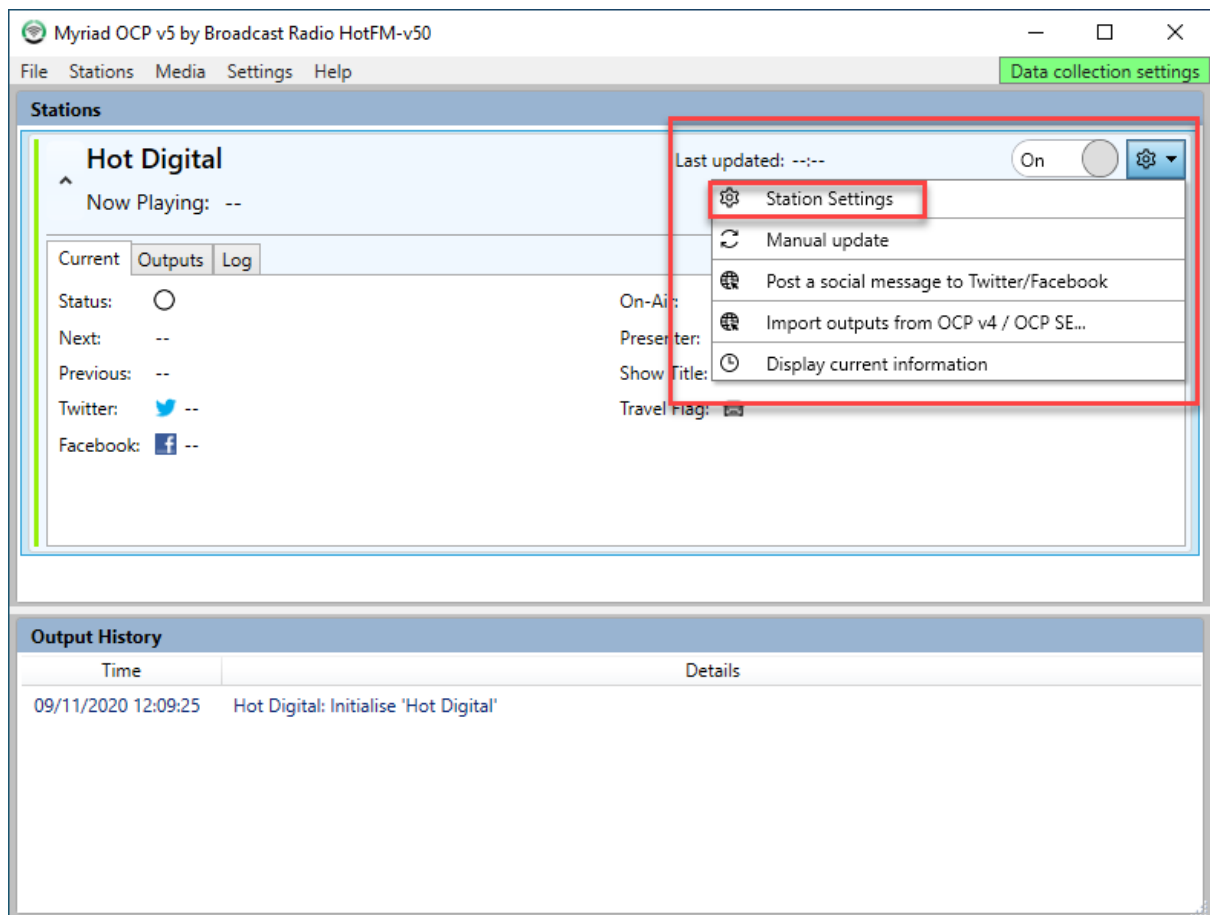 Myriad OCP v5 by Broadcast Radio HotFM-v50
File Stations Media Settings Help Data collection settings
Stations
Hot Digital Last updated: --:-- On
Now Playing: --
Station Settings
Manual update
Post a social message to Twitter/Facebook
Import outputs from OCP v4 / OCP SE...
Display current information
Current Outputs Log
Status: On-Air:
Next: -- Presenter:
Previous: -- Show Title:
Twitter: -- Travel Flag:
Facebook: --
Output History
Time Details
09/11/2020 12:09:25 Hot Digital: Initialise 'Hot Digital'